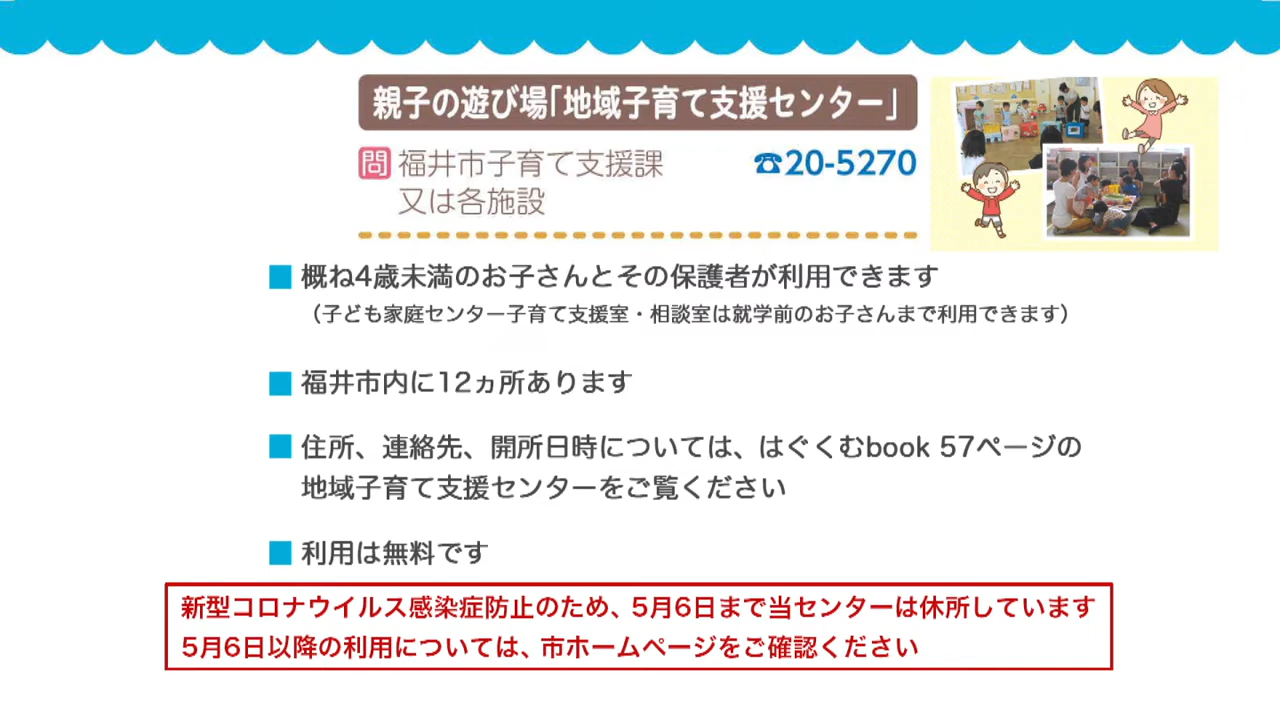 親子の遊び場「地域子育て支援センター」
問 福井市子育て支援課 ☎20-5270
又は各施設
■ 概ね4歳未満のお子さんとその保護者が利用できます
（子ども家庭センター子育て支援室・相談室は就学前のお子さんまで利用できます）
■ 福井市内に12ヵ所あります
■ 住所、連絡先、開所日時については、はぐくむbook 57ページの
地域子育て支援センターをご覧ください
■ 利用は無料です
新型コロナウイルス感染症防止のため、5月6日まで当センターは休所しています
5月6日以降の利用については、市ホームページをご確認ください